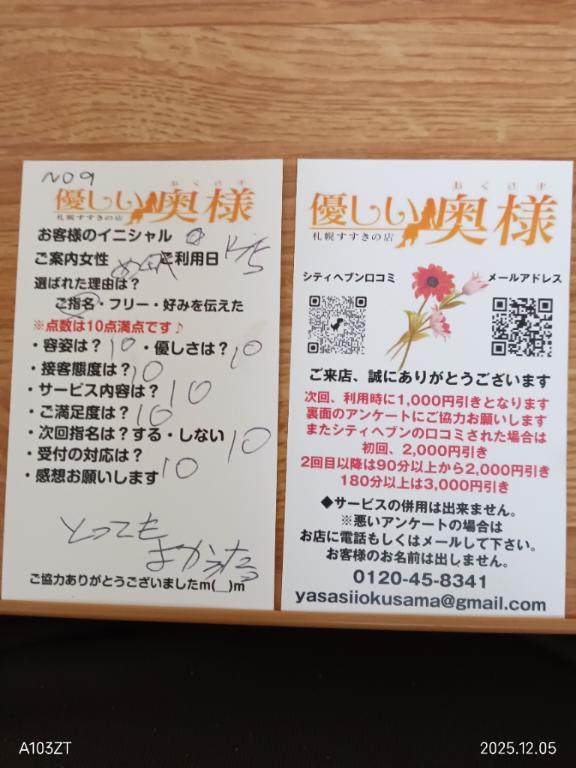 NO 9
おくさま
優しい奥様
札幌すすきの店
お客様のイニシャル
ご案内女性 ご利用日
選ばれた理由は?
ご指名・フリー・好みを伝えた
※点数は10点満点です♪
・容姿は? 10 ・優しさは? 10
・接客態度は? 10
・サービス内容は? 10
・ご満足度は? 10
・次回指名は?する・しない 10
・受付の対応は?
・感想お願いします 10
とっても
よかった
ご協力ありがとうございましたm(__)m
おくさま
優しい奥様
札幌すすきの店
シティヘブン口コミ メールアドレス
ご来店、誠にありがとうございます
次回、利用時に1,000円引きとなります
裏面のアンケートにご協力お願いします
またシティヘブンの口コミされた場合は
初回、2,000円引き
2回目以降は90分以上から2,000円引き
180分以上は3,000円引き
◆サービスの併用は出来ません。
※悪いアンケートの場合は
お店に電話もしくはメールして下さい。
お客様のお名前は出しません。
0120-45-8341
yasasiiokusama@gmail.com
A103ZT 2025.12.05